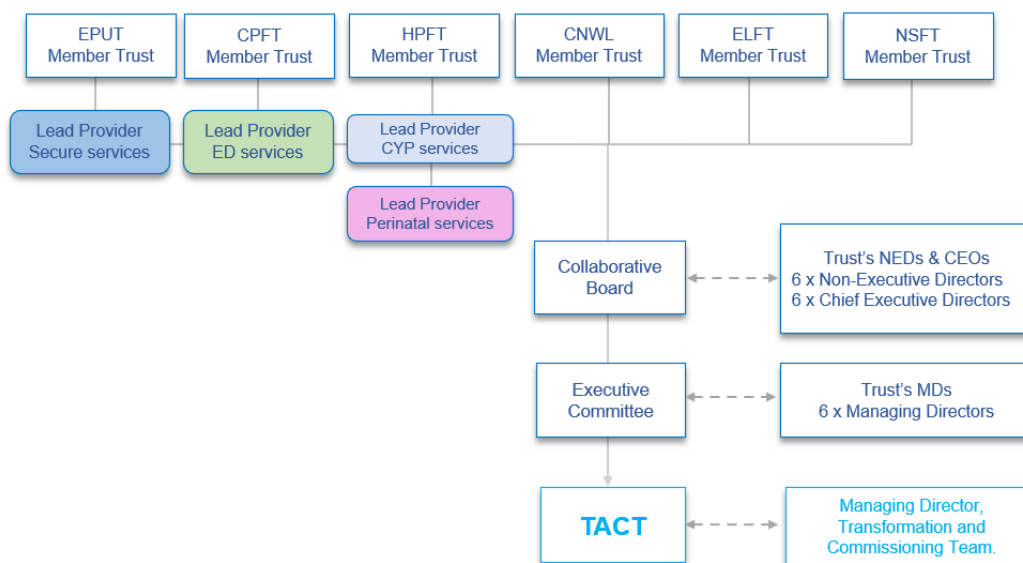 EPUT
Member Trust
CPFT
Member Trust
HPFT
Member Trust
CNWL
Member Trust
ELFT
Member Trust
NSFT
Member Trust
Lead Provider
Secure services
Lead Provider
ED services
Lead Provider
CYP services
Lead Provider
Perinatal services
Collaborative
Board
Trust's NEDs & CEOs
6 x Non-Executive Directors
6 x Chief Executive Directors
Executive
Committee
Trust's MDs
6 x Managing Directors
TACT
Managing Director,
Transformation and
Commissioning Team.